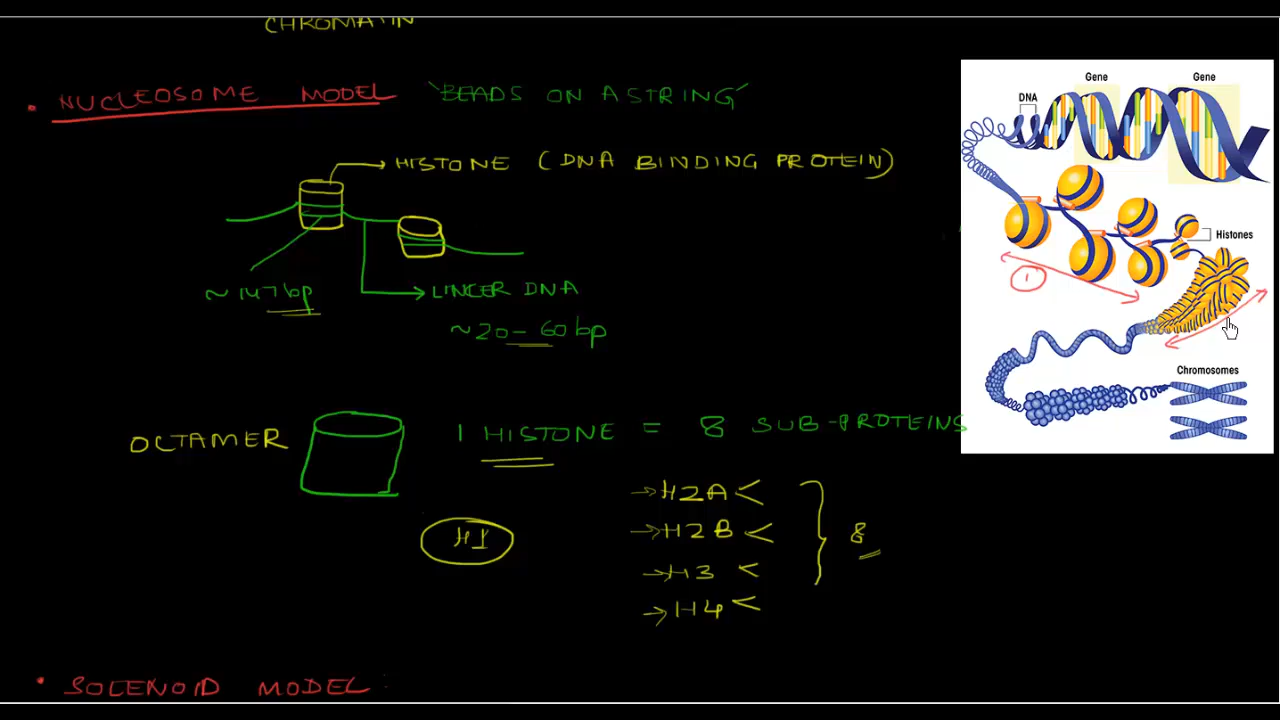 CHROMATIN
• NUCLEOSOME MODEL 'BEADS ON A STRING'
HISTONE (DNA BINDING PROTEIN)
~147bp
LINCER DNA
~20-60bp
OCTAMER
1 HISTONE = 8 SUB-PROTEINS
H2A
H2B
H3
H4
8
H1
• SOLENOID MODEL :
Gene Gene
DNA
Histones
1
Chromosomes